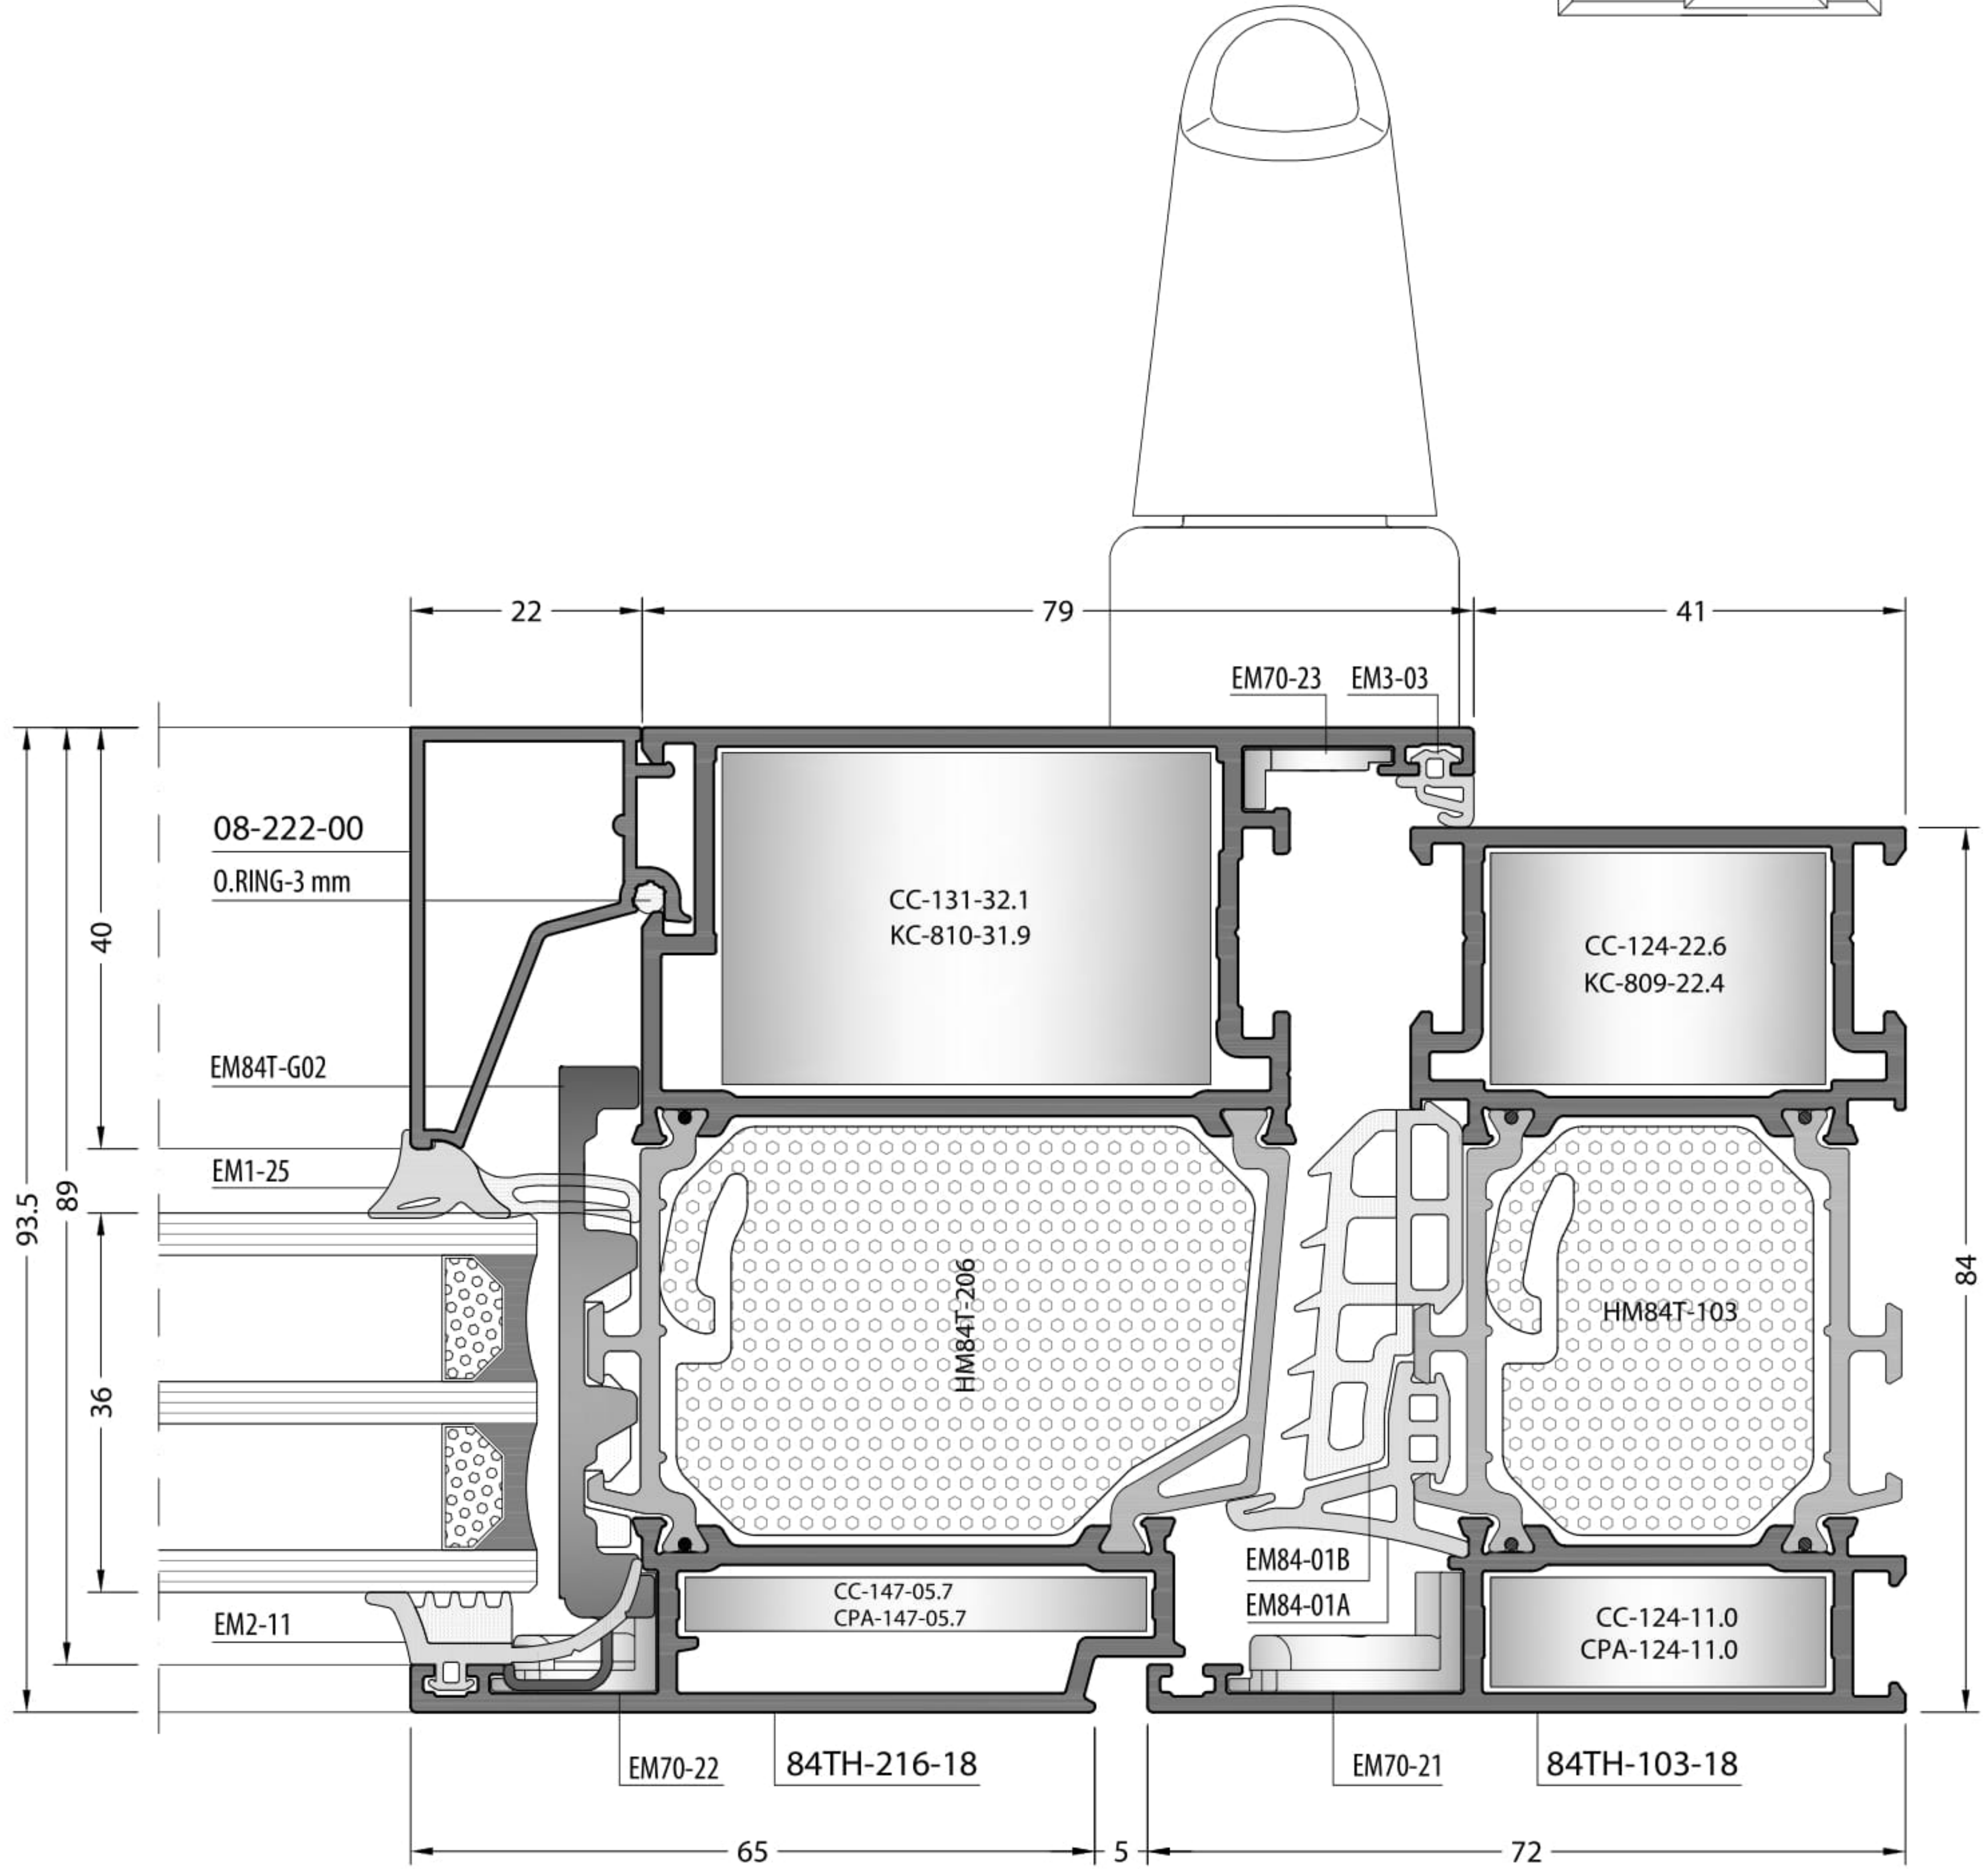 22
79
41
EM70-23
EM3-03
08-222-00
O.RING-3 mm
CC-131-32.1
KC-810-31.9
CC-124-22.6
KC-809-22.4
40
EM84T-G02
EM1-25
93.5
89
84
HM84T-206
HM84T-103
36
EM84-01B
EM84-01A
CC-147-05.7
CPA-147-05.7
CC-124-11.0
CPA-124-11.0
EM2-11
EM70-22
84TH-216-18
EM70-21
84TH-103-18
65
5
72